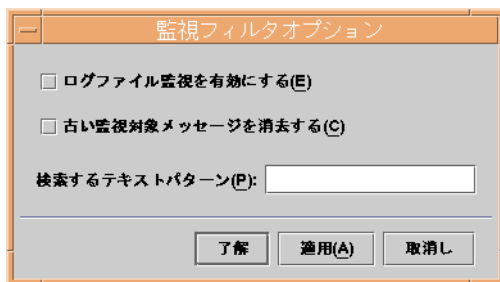 監視フィルタオプション
ログファイル監視を有効にする(E)
古い監視対象メッセージを消去する(C)
検索するテキストパターン(P):
了解 適用(A) 取消し